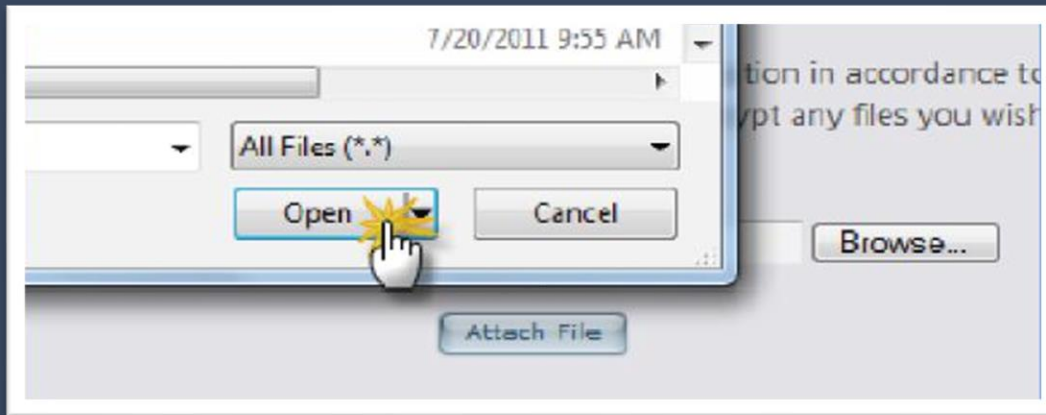 7/20/2011 9:55 AM
tion in accordance to
ypt any files you wish
All Files (*.*)
Open
Cancel
Browse...
Attach File